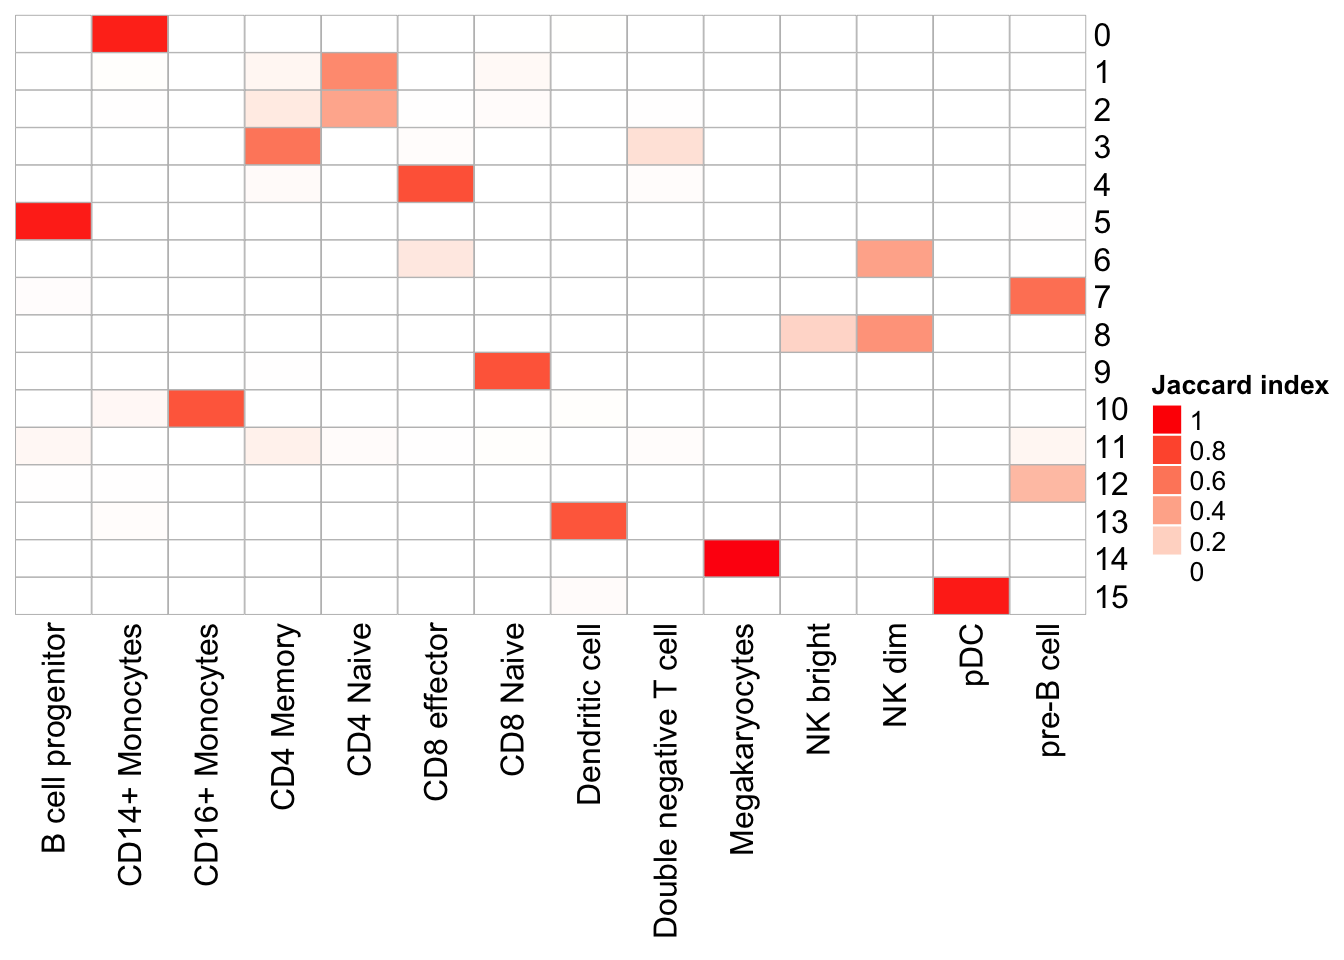 0
1
2
3
4
5
6
7
8
9
10
11
12
13
14
15
Jaccard index
1
0.8
0.6
0.4
0.2
0
B cell progenitor
CD14+ Monocytes
CD16+ Monocytes
CD4 Memory
CD4 Naive
CD8 effector
CD8 Naive
Dendritic cell
Double negative T cell
Megakaryocytes
NK bright
NK dim
pDC
pre-B cell